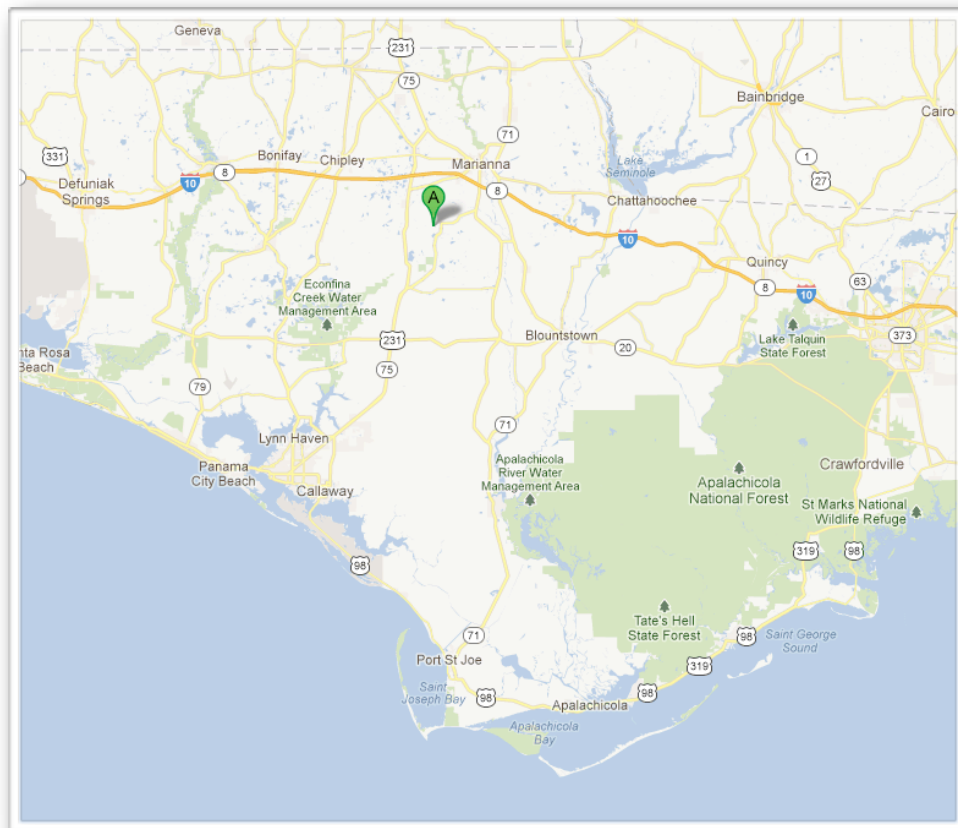 Geneva
231
75
Bainbridge
Cairo
71
331
Bonifay
Chipley
Marianna
Lake
Seminole
1
27
8
10
Defuniak
Springs
A
8
Chattahoochee
10
Econfina
Creek Water
Management Area
Quincy
8
10
63
231
Blountstown
20
Lake Talquin
State Forest
373
nta Rosa
Beach
79
75
71
Lynn Haven
Panama
City Beach
Callaway
Apalachicola
River Water
Management Area
Apalachicola
National Forest
Crawfordville
St Marks National
Wildlife Refuge
98
319
98
Tate's Hell
State Forest
71
98
Saint George
Sound
Port St Joe
319
Saint
Joseph Bay
98
98
Apalachicola
Apalachicola
Bay